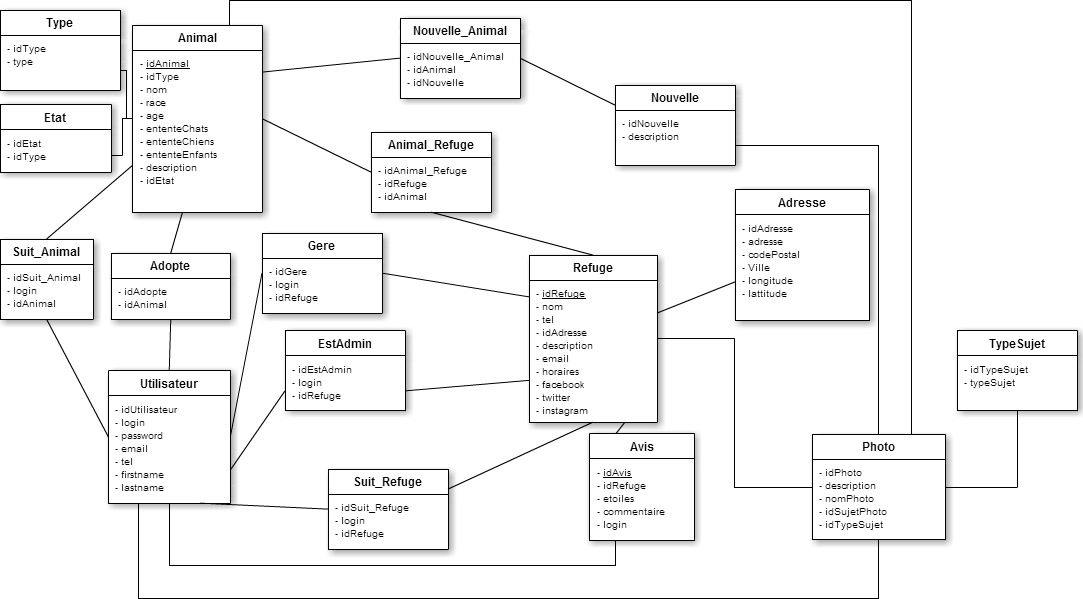 Type
- idType
- type
Animal
- idAnimal
- idType
- nom
- race
- age
- ententeChats
- ententeChiens
- ententeEnfants
- description
- idEtat
Nouvelle_Animal
- idNouvelle_Animal
- idAnimal
- idNouvelle
Nouvelle
- idNouvelle
- description
Etat
- idEtat
- idType
Animal_Refuge
- idAnimal_Refuge
- idRefuge
- idAnimal
Adresse
- idAdresse
- adresse
- codePostal
- Ville
- longitude
- lattitude
Suit_Animal
- idSuit_Animal
- login
- idAnimal
Adopte
- idAdopte
- idAnimal
Gere
- idGere
- login
- idRefuge
Refuge
- idRefuge
- nom
- tel
- idAdresse
- description
- email
- horaires
- facebook
- twitter
- instagram
EstAdmin
- idEstAdmin
- login
- idRefuge
TypeSujet
- idTypeSujet
- typeSujet
Utilisateur
- idUtilisateur
- login
- password
- email
- tel
- firstname
- lastname
Suit_Refuge
- idSuit_Refuge
- login
- idRefuge
Avis
- idAvis
- idRefuge
- etoiles
- commentaire
- login
Photo
- idPhoto
- description
- nomPhoto
- idSujetPhoto
- idTypeSujet